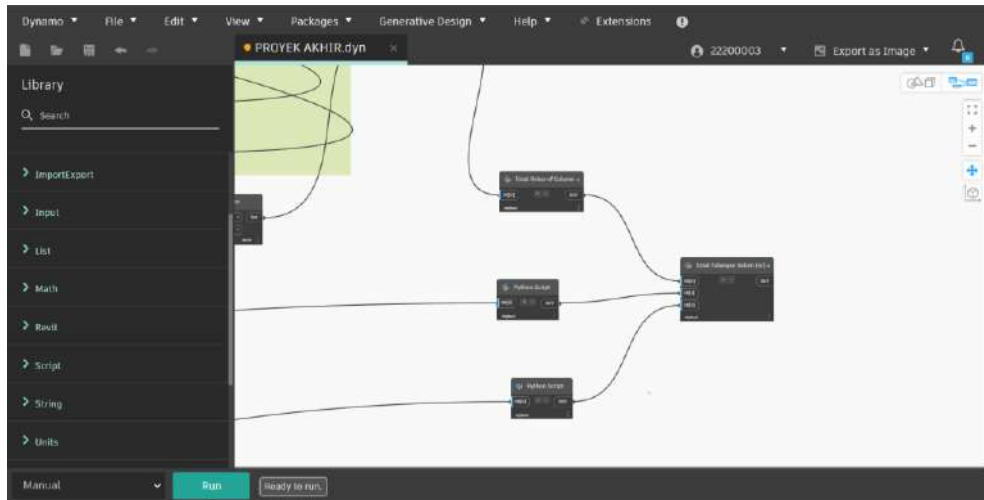 Dynamo File Edit View Packages Generative Design Help Extensions
PROYEK AKHIR.dyn × 22200003 Export as Image
Library
Search
ImportExport
Input
List
Math
Revit
Script
String
Units
Python Script
Python Script
Manual Run Ready to run.